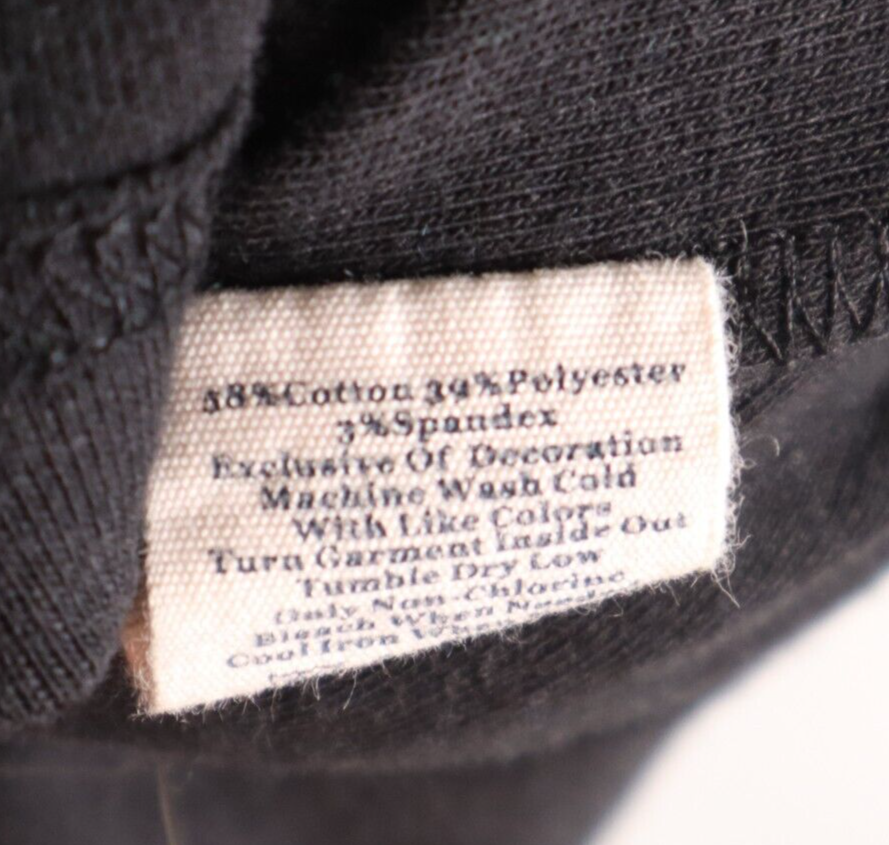 58%Cotton 39%Polyester
3%Spandex
Exclusive Of Decoration
Machine Wash Cold
With Like Colors
Turn Garment Inside Out
Tumble Dry Low
Only Non-Chlorine
Bleach When
Cool Iron